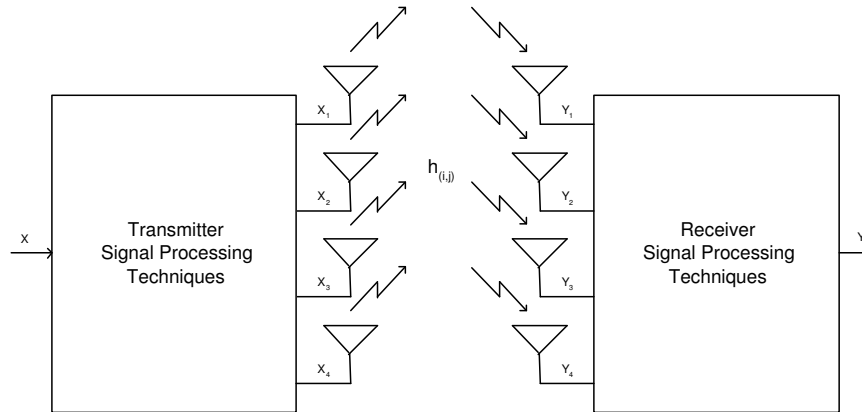 X
Transmitter
Signal Processing
Techniques
X1
X2
X3
X4
h(i,j)
Y1
Y2
Y3
Y4
Receiver
Signal Processing
Techniques
Y